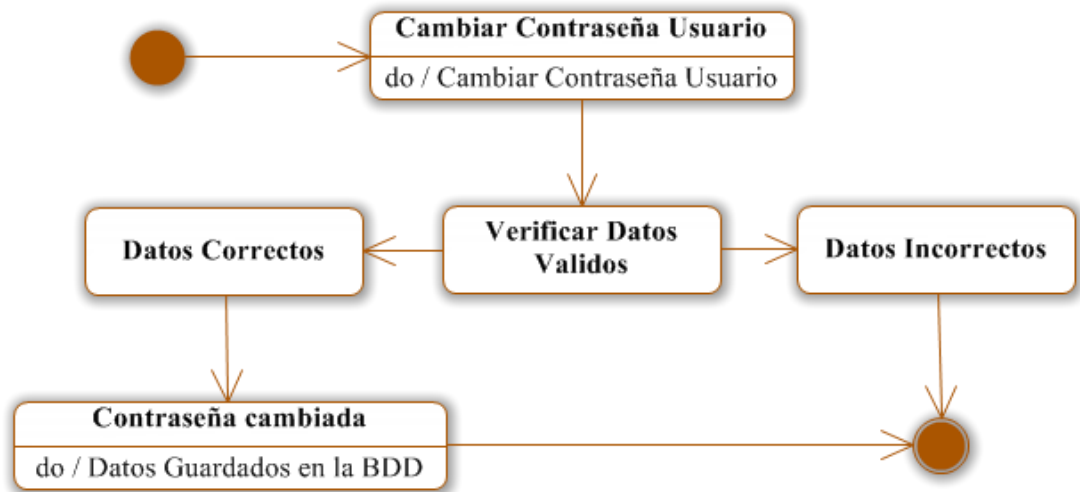 Cambiar Contraseña Usuario
do / Cambiar Contraseña Usuario
Datos Correctos
Verificar Datos
Validos
Datos Incorrectos
Contraseña cambiada
do / Datos Guardados en la BDD